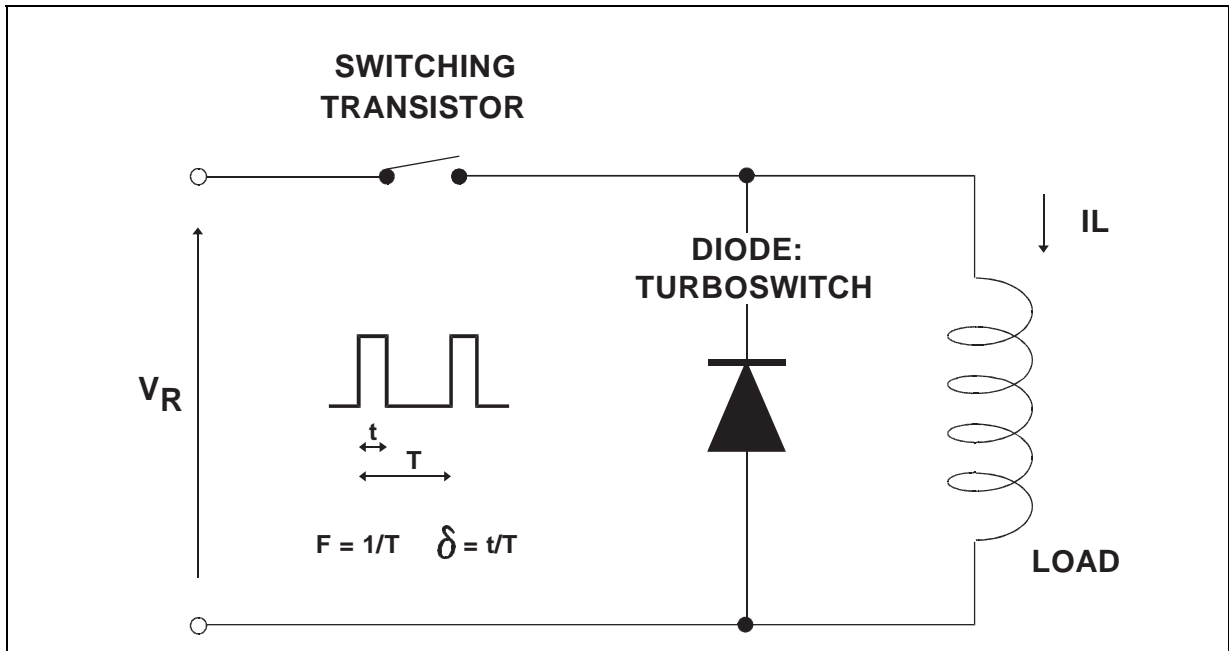 SWITCHING
TRANSISTOR
IL
DIODE:
TURBOSWITCH
VR
t
T
F = 1/T δ = t/T
LOAD